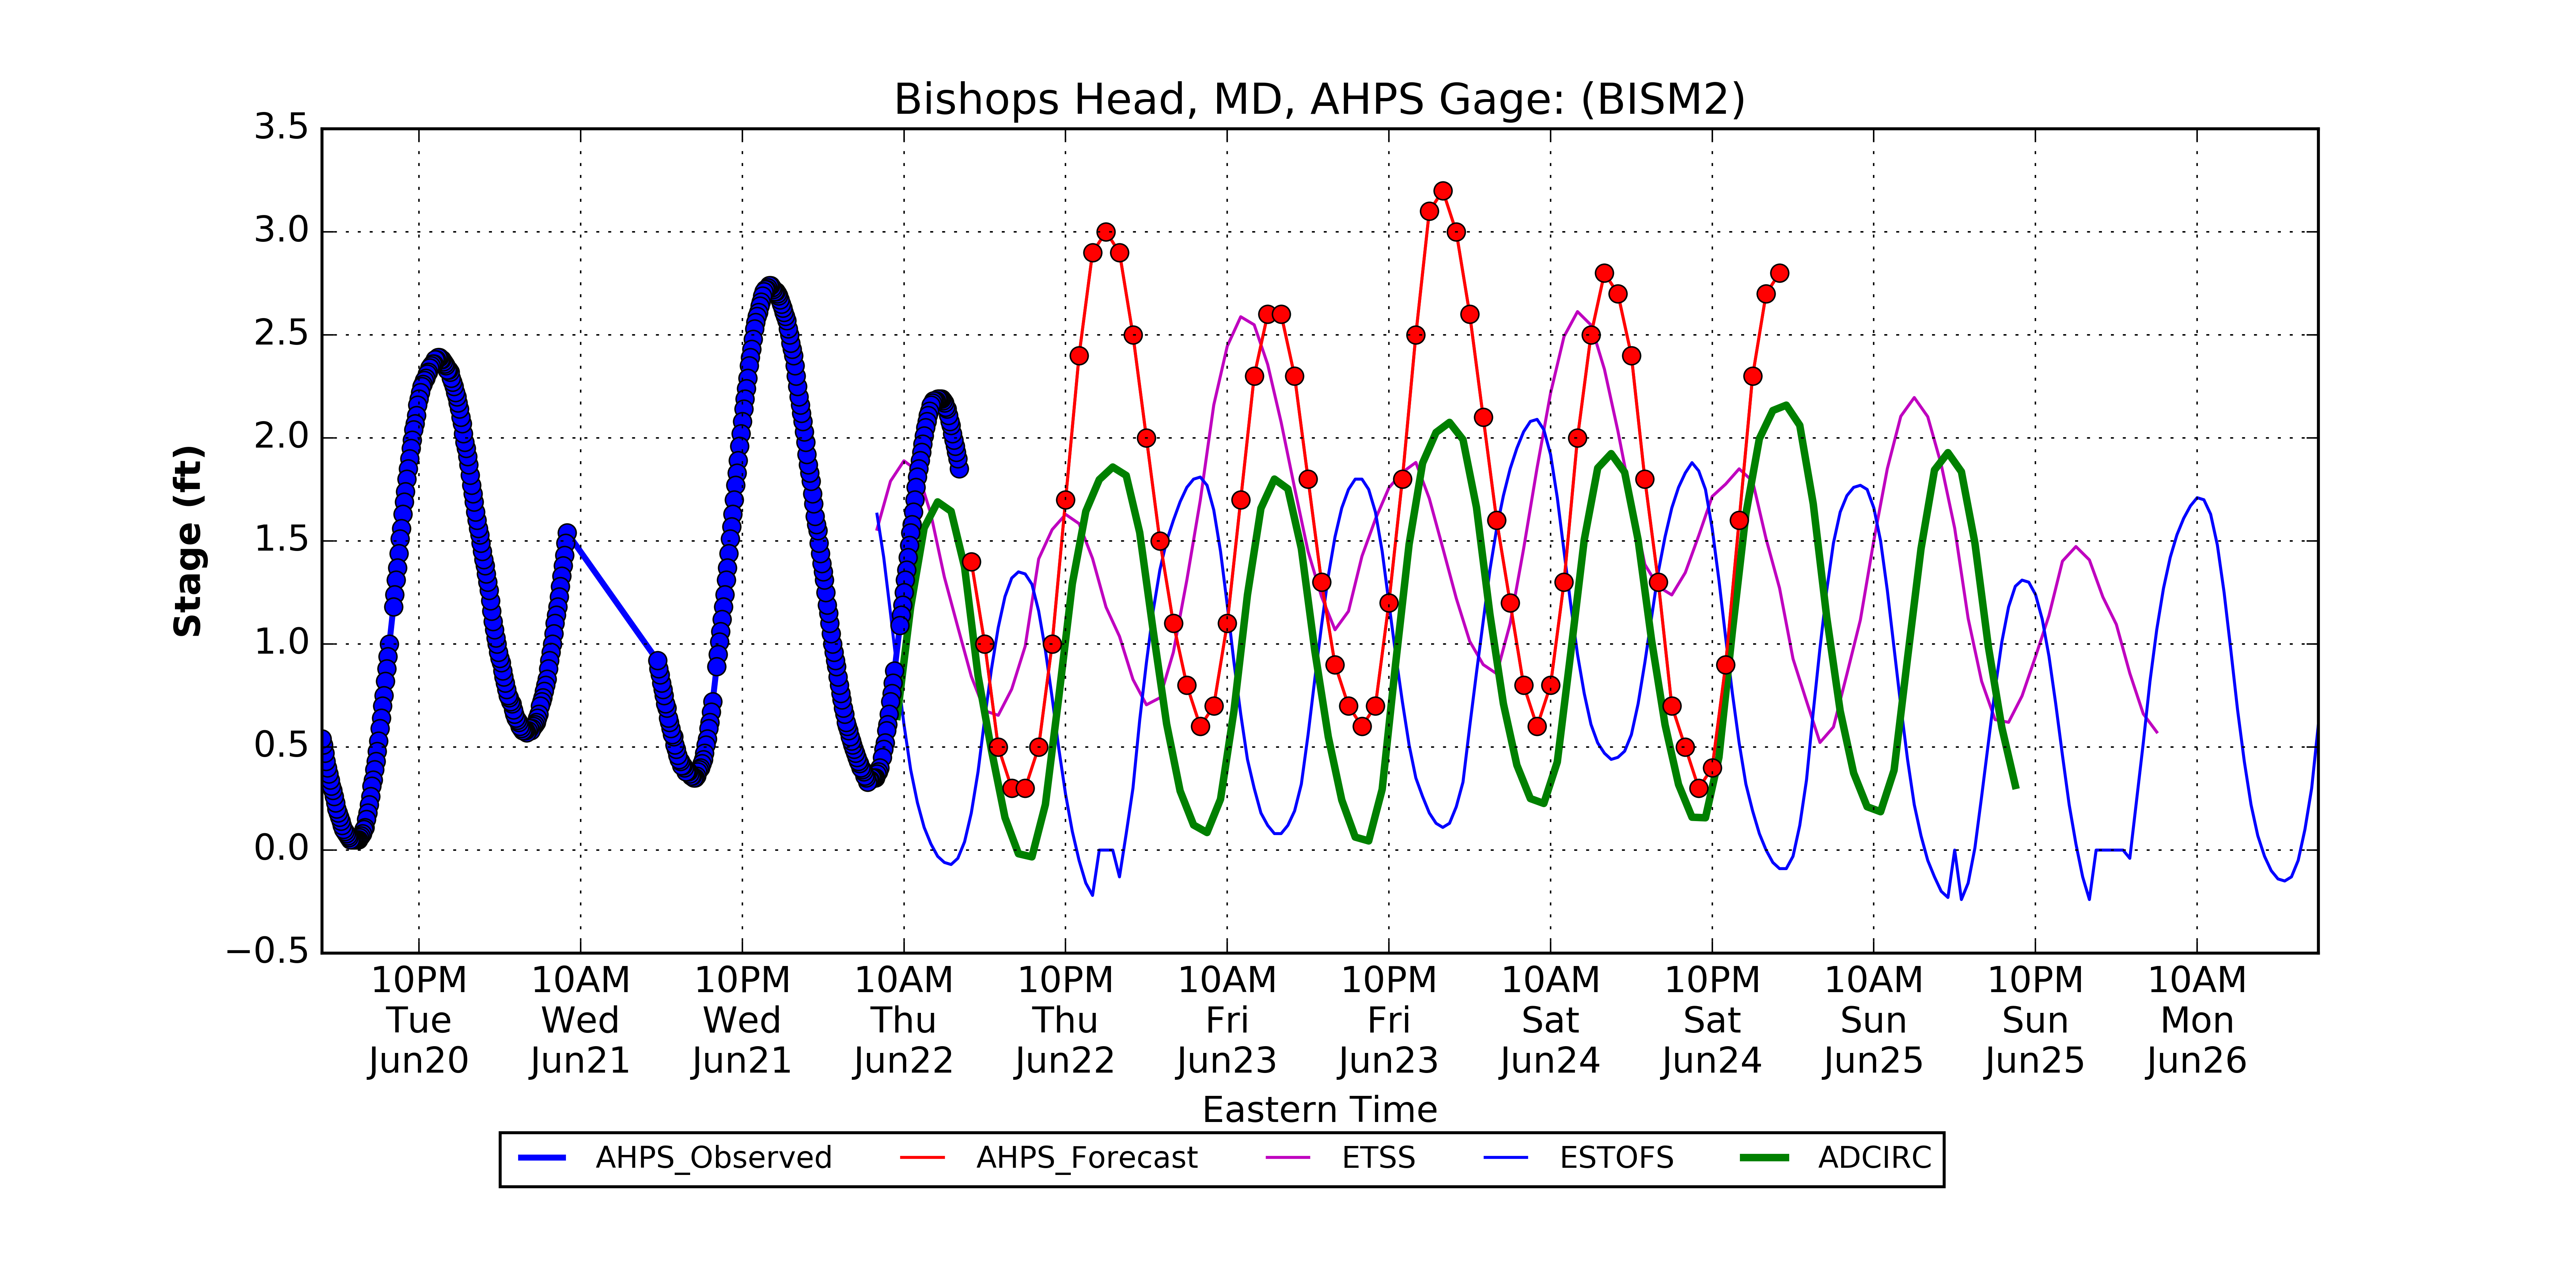 Bishops Head, MD, AHPS Gage: (BISM2)
3.5
3.0
2.5
2.0
1.5
1.0
0.5
0.0
−0.5
Stage (ft)
10PM 10AM 10PM 10AM 10PM 10AM 10PM 10AM 10PM 10AM 10PM 10AM
Tue Wed Wed Thu Thu Fri Fri Sat Sat Sun Sun Mon
Jun20 Jun21 Jun21 Jun22 Jun22 Jun23 Jun23 Jun24 Jun24 Jun25 Jun25 Jun26
Eastern Time
AHPS_Observed AHPS_Forecast ETSS ESTOFS ADCIRC